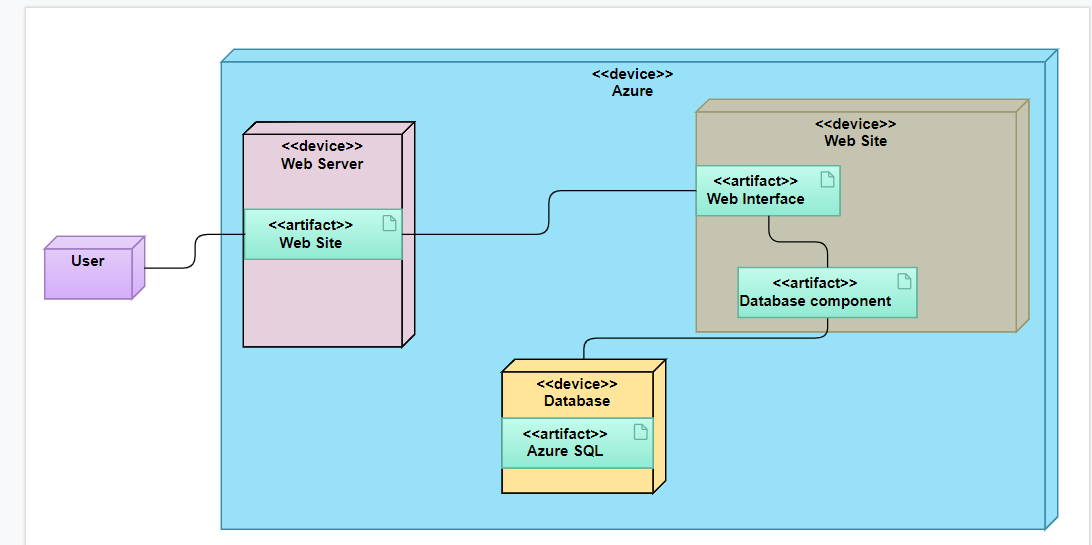 <<device>>
Azure
<<device>>
Web Server
<<artifact>>
Web Site
User
<<device>>
Web Site
<<artifact>>
Web Interface
<<artifact>>
Database component
<<device>>
Database
<<artifact>>
Azure SQL